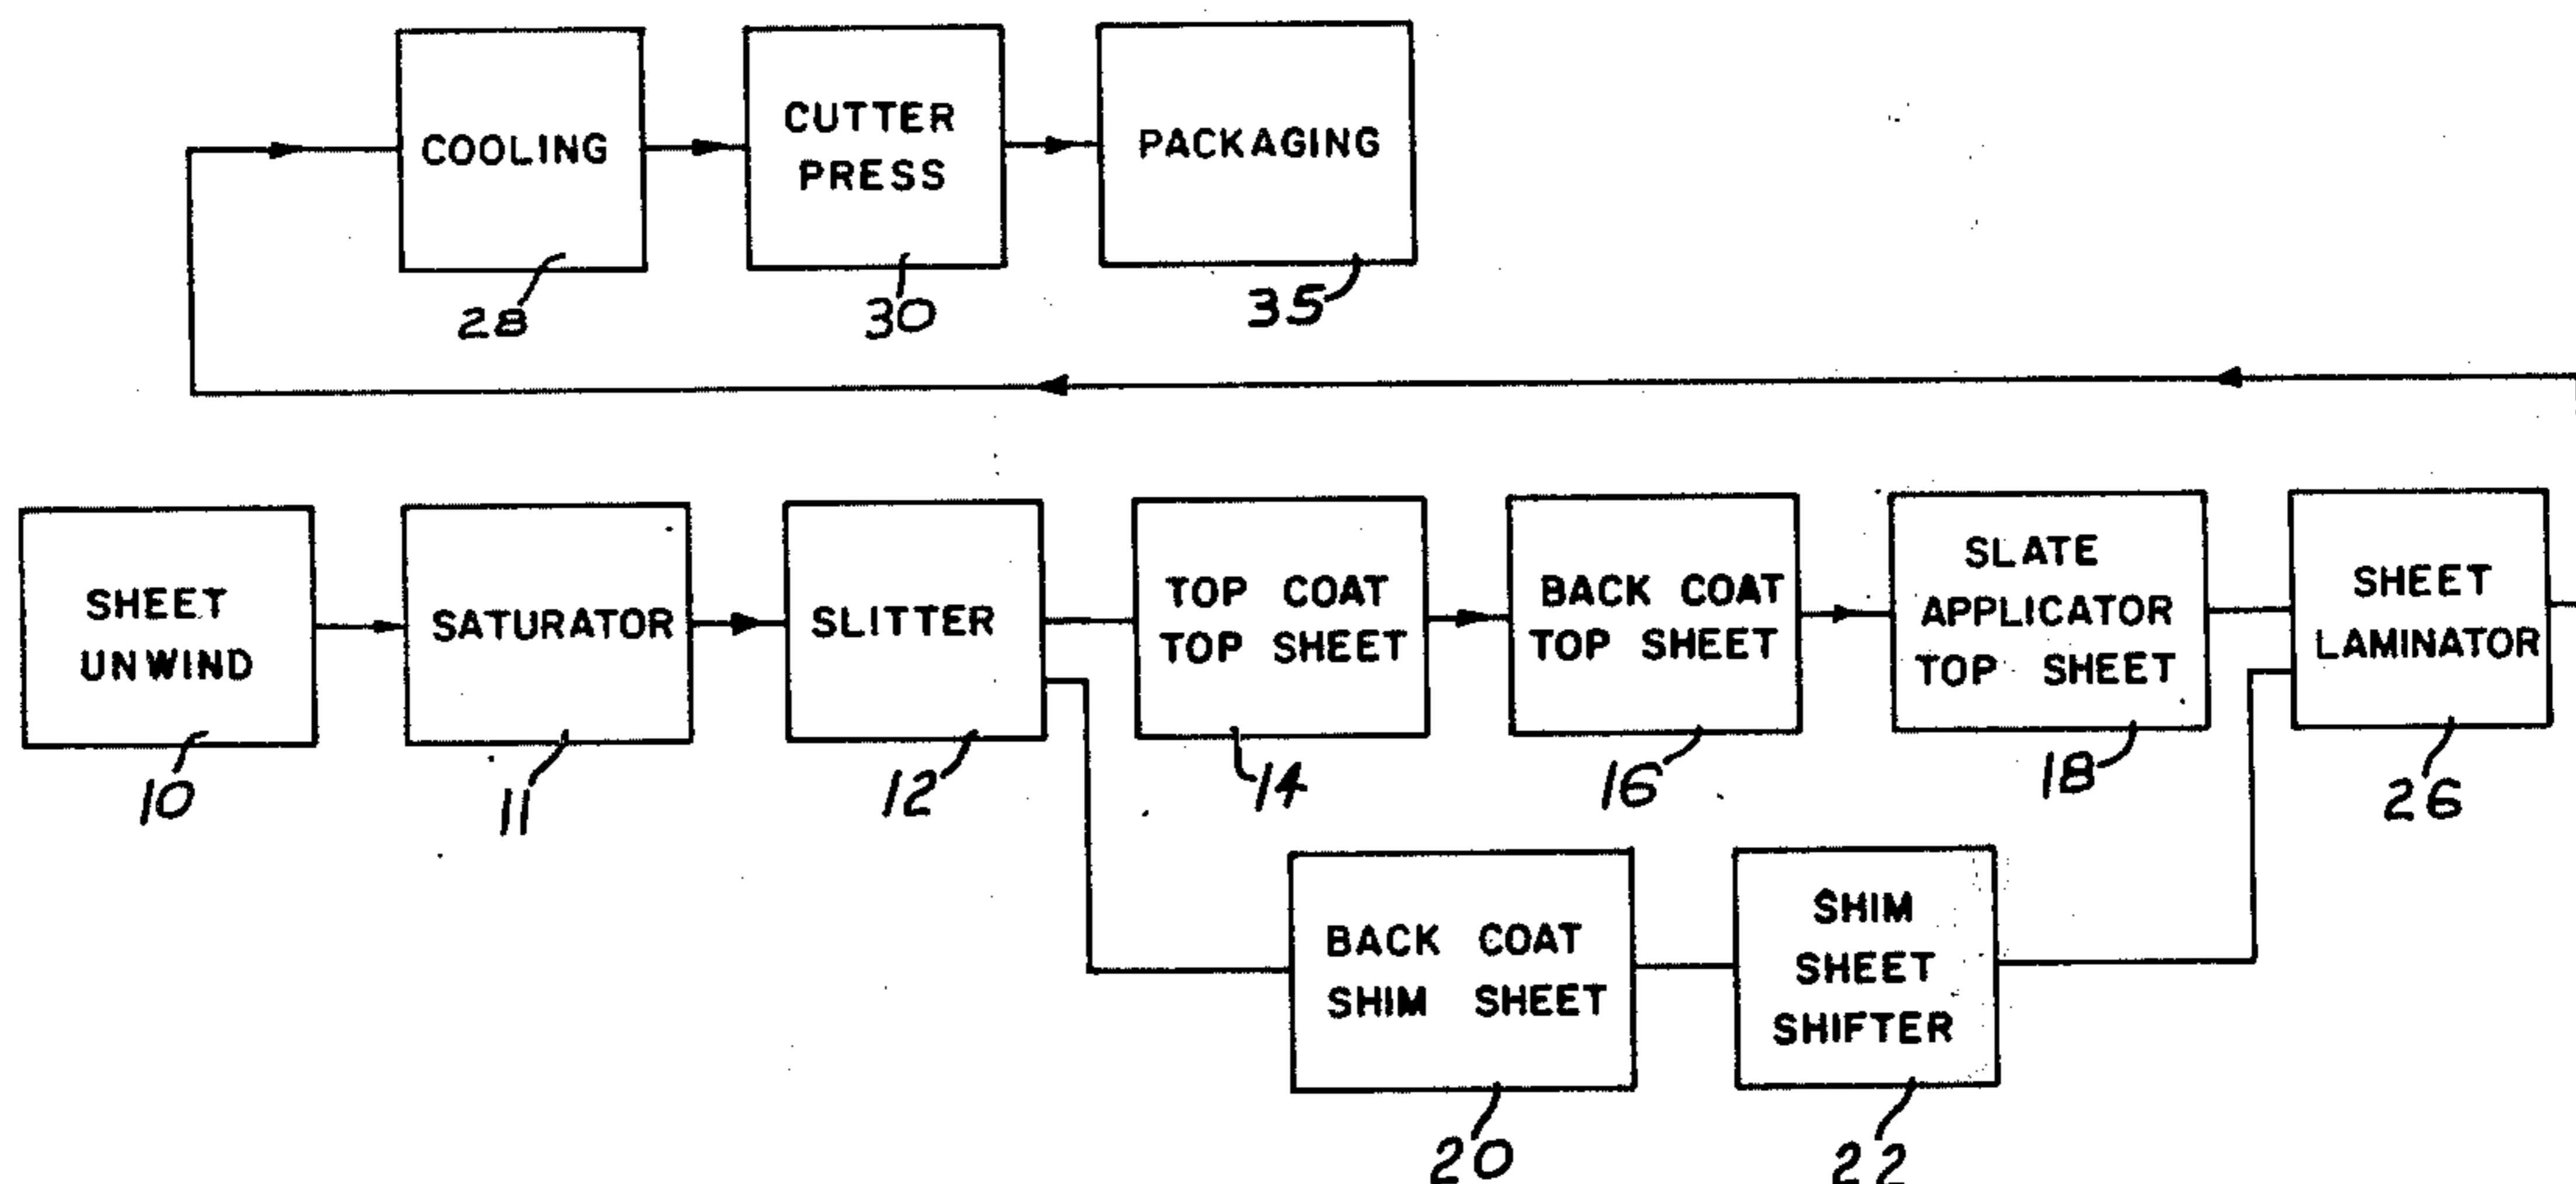 COOLING
28
CUTTER
PRESS
30
PACKAGING
35
SHEET
UNWIND
10
SATURATOR
11
SLITTER
12
TOP COAT
TOP SHEET
14
BACK COAT
TOP SHEET
16
SLATE
APPLICATOR
TOP SHEET
18
SHEET
LAMINATOR
26
BACK COAT
SHIM SHEET
20
SHIM
SHEET
SHIFTER
22